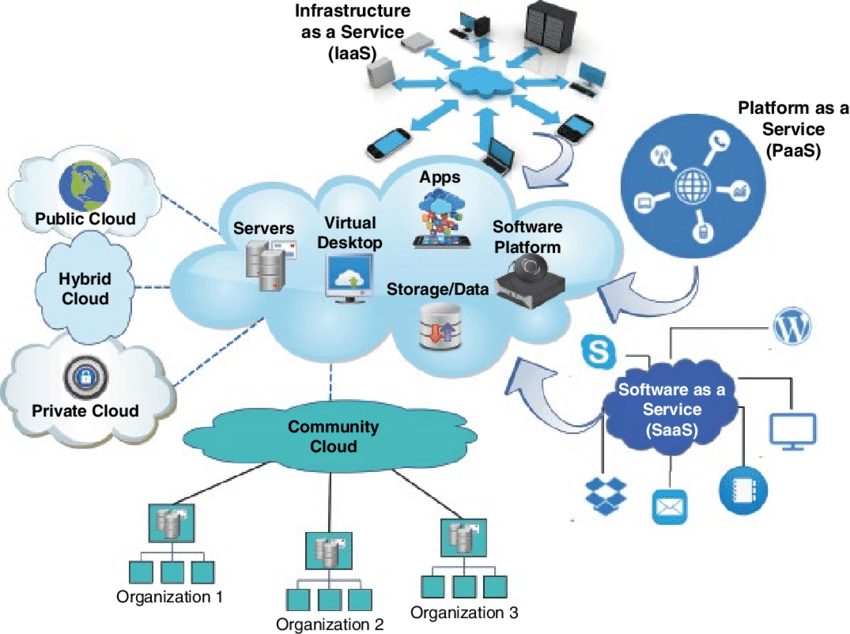 Infrastructure
as a Service
(IaaS)
Platform as a
Service
(PaaS)
Public Cloud
Hybrid
Cloud
Private Cloud
Servers
Virtual
Desktop
Apps
Software
Platform
Storage/Data
Software as a
Service
(SaaS)
Community
Cloud
Organization 1
Organization 2
Organization 3